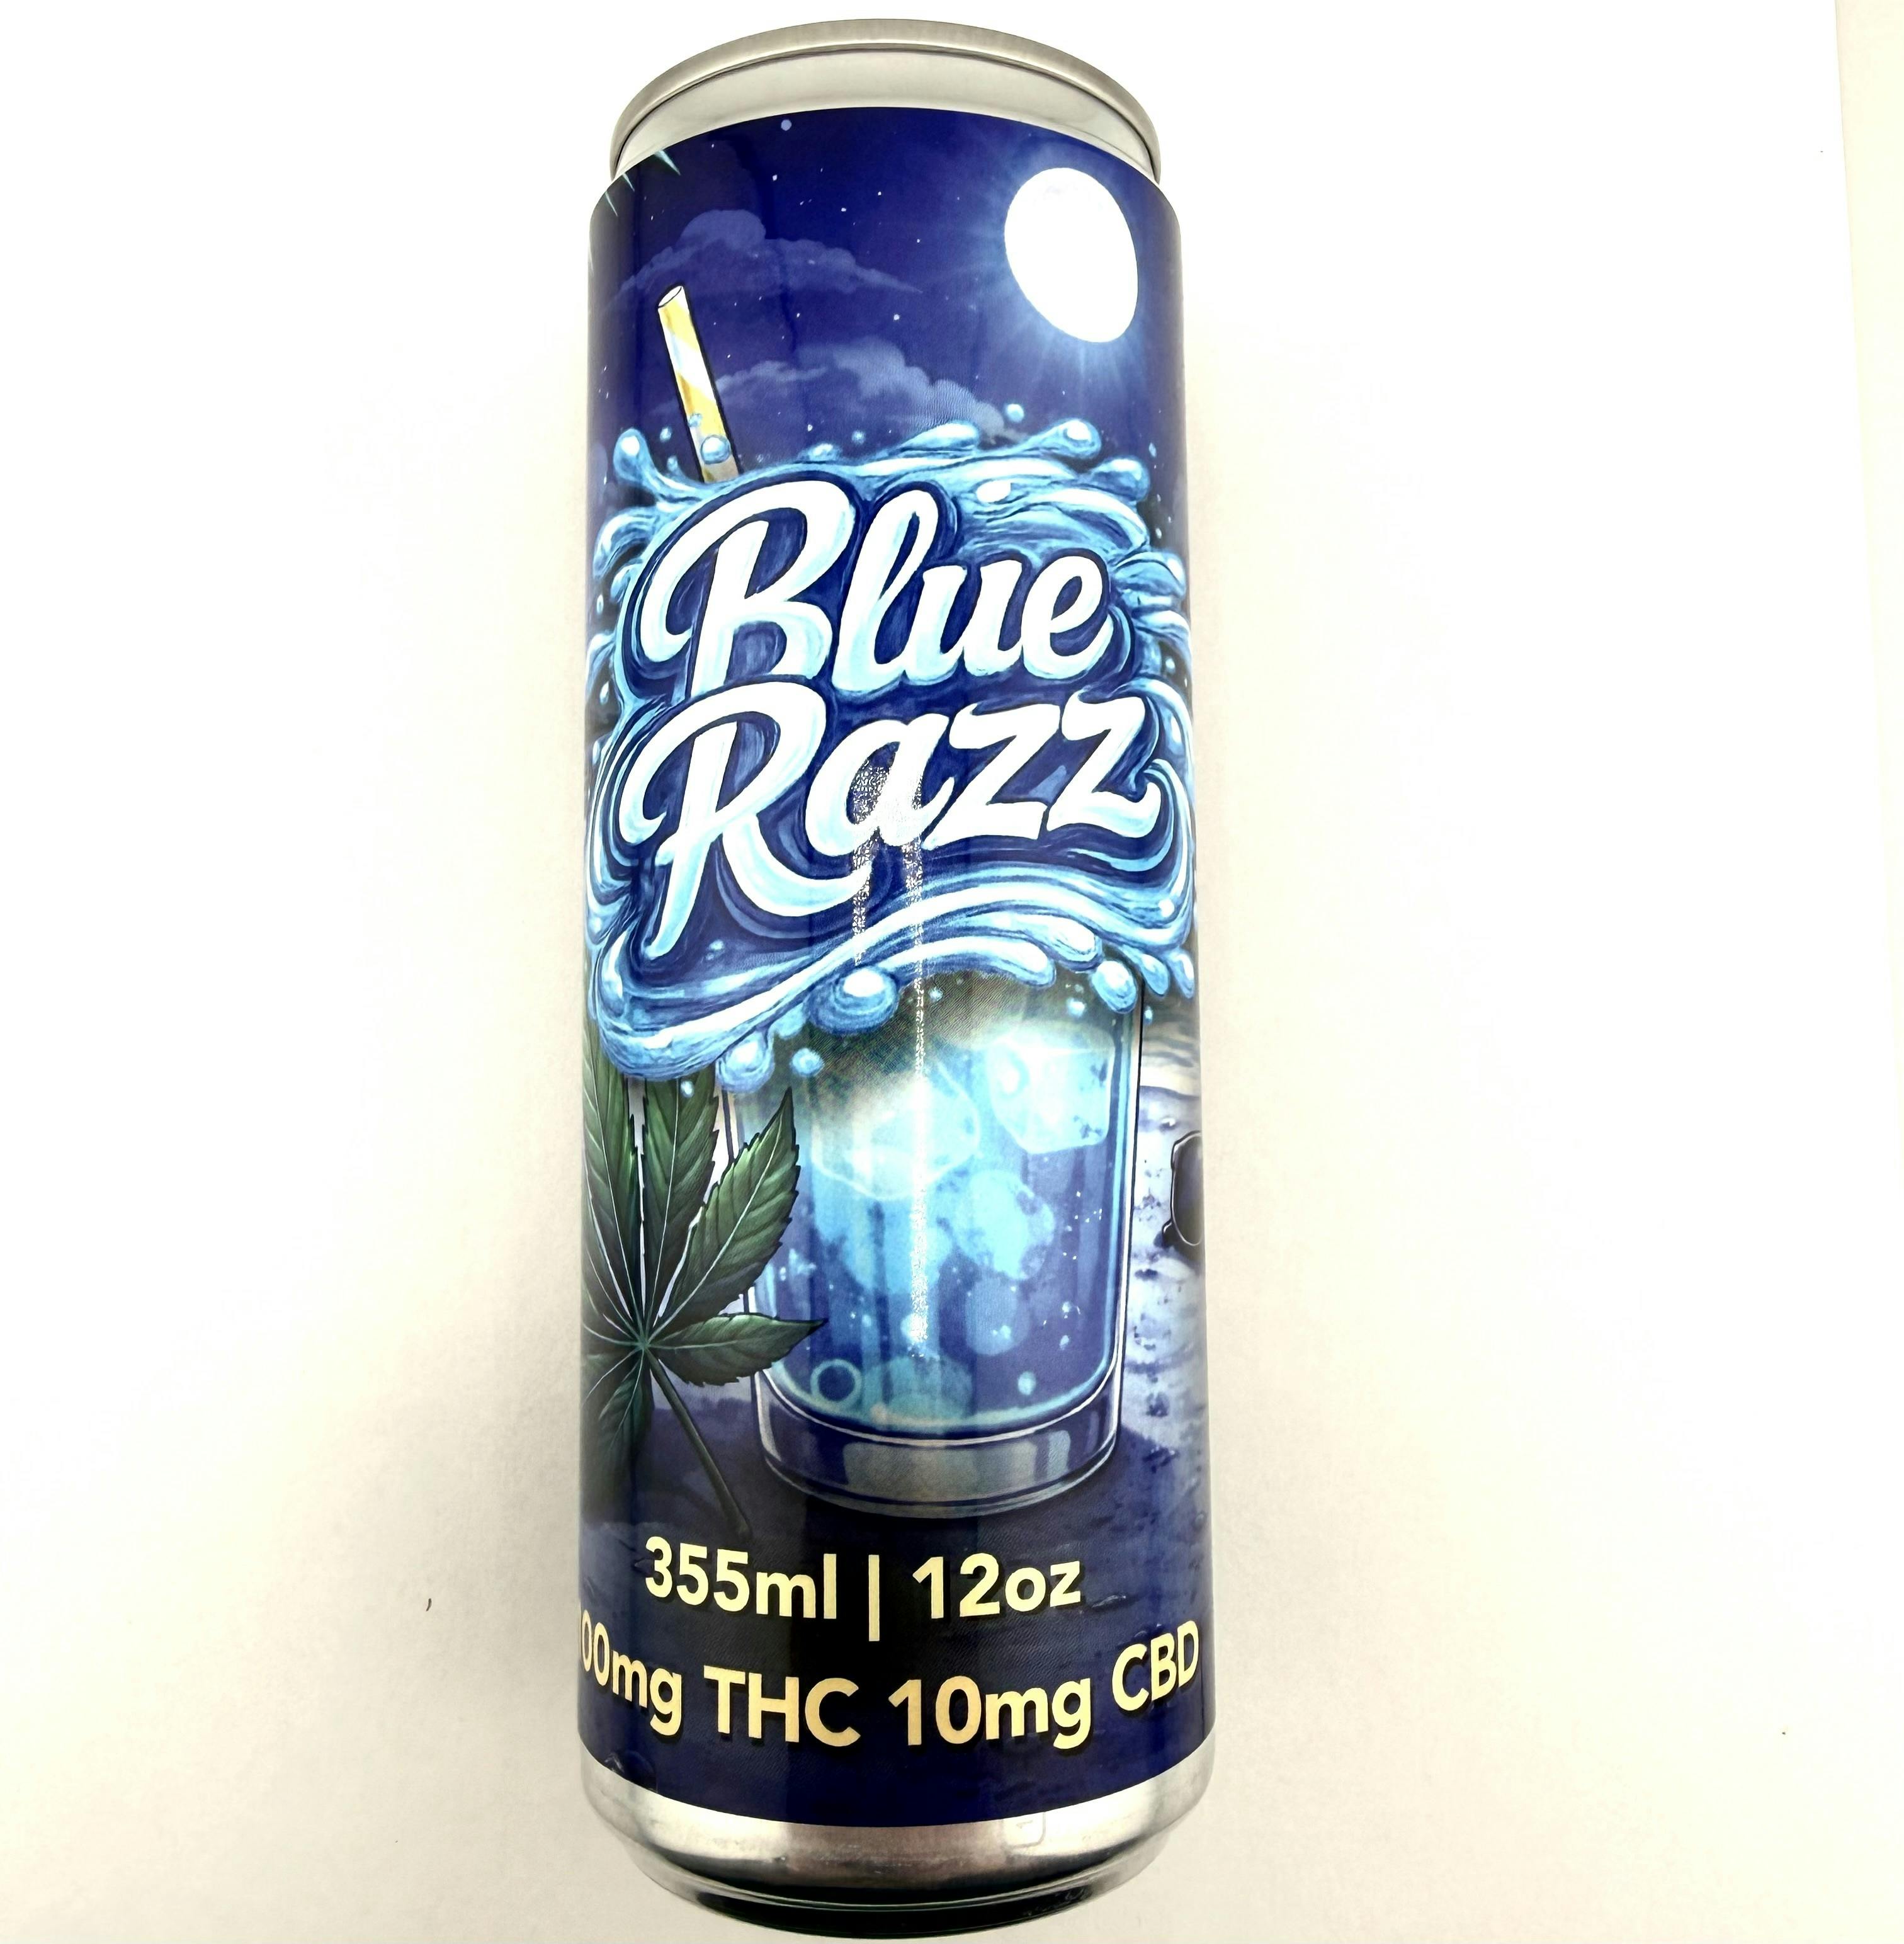 Blue
Razz
355ml | 12oz
00mg THC 10mg CBD